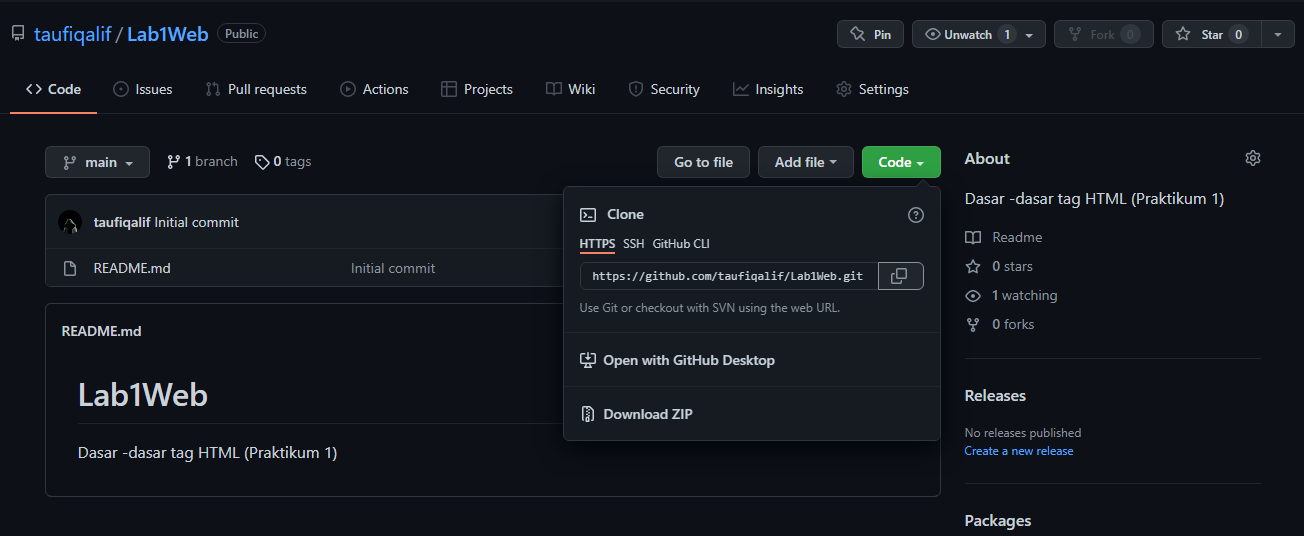 taufiqalif / Lab1Web Public Pin Unwatch 1 Fork 0 Star 0
Code Issues Pull requests Actions Projects Wiki Security Insights Settings
main 1 branch 0 tags Go to file Add file Code
taufiqalif Initial commit
README.md Initial commit
Clone
HTTPS SSH GitHub CLI
https://github.com/taufiqalif/Lab1Web.git
Use Git or checkout with SVN using the web URL.
Open with GitHub Desktop
Download ZIP
README.md
Lab1Web
Dasar -dasar tag HTML (Praktikum 1)
About
Dasar -dasar tag HTML (Praktikum 1)
Readme
0 stars
1 watching
0 forks
Releases
No releases published
Create a new release
Packages